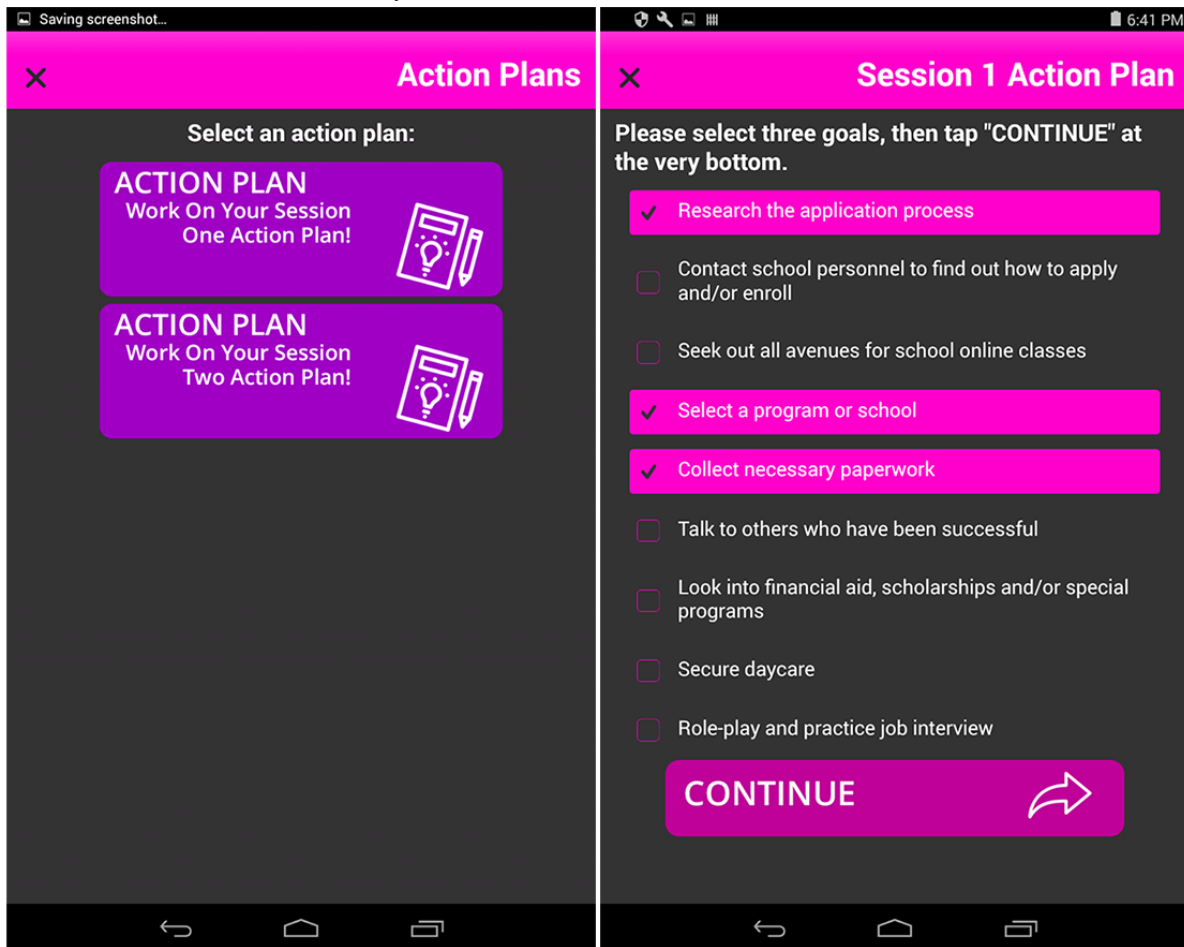 Saving screenshot...
Action Plans
Select an action plan:
ACTION PLAN
Work On Your Session
One Action Plan!
ACTION PLAN
Work On Your Session
Two Action Plan!
6:41 PM
Session 1 Action Plan
Please select three goals, then tap "CONTINUE" at
the very bottom.
Research the application process
Contact school personnel to find out how to apply
and/or enroll
Seek out all avenues for school online classes
Select a program or school
Collect necessary paperwork
Talk to others who have been successful
Look into financial aid, scholarships and/or special
programs
Secure daycare
Role-play and practice job interview
CONTINUE